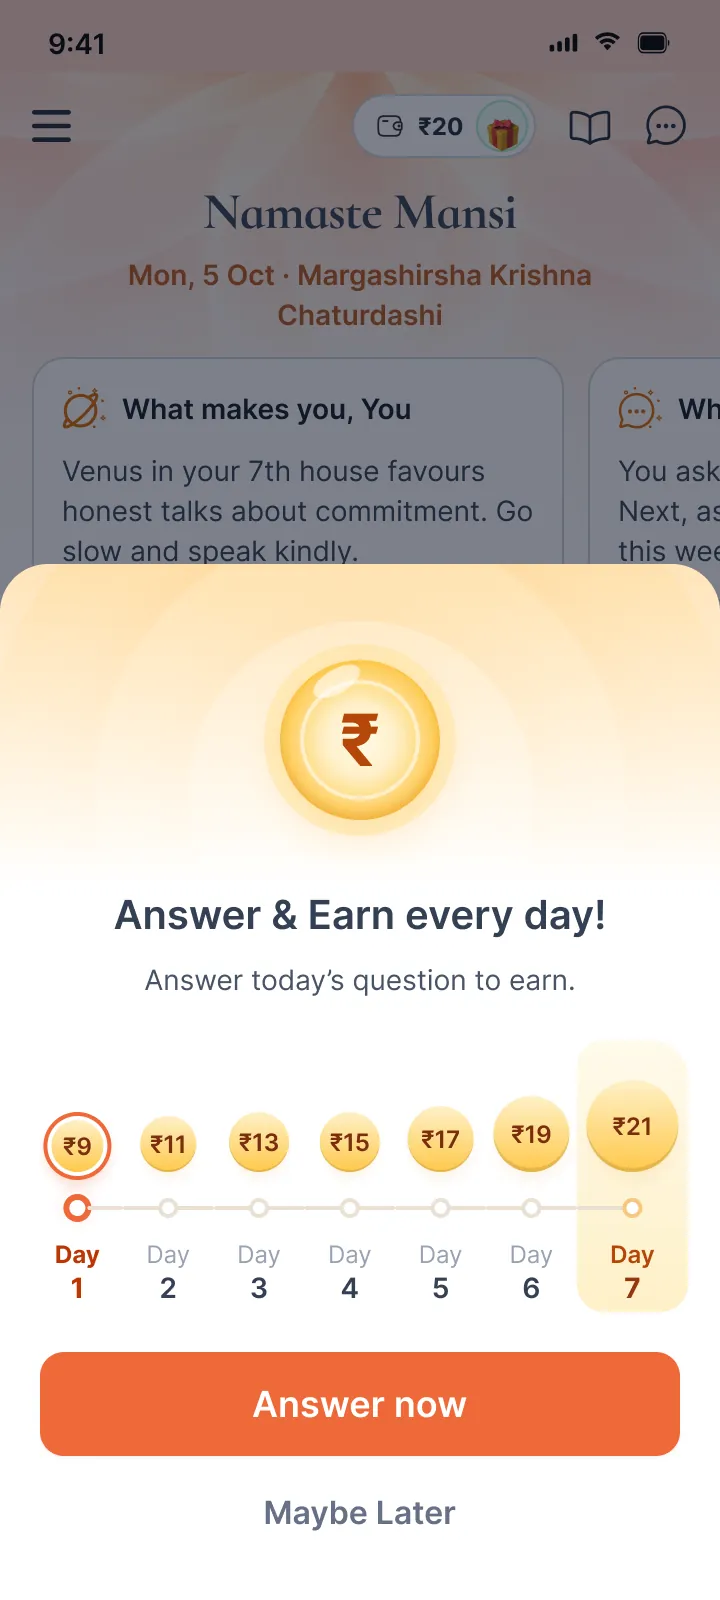 9:41
₹20
Namaste Mansi
Mon, 5 Oct · Margashirsha Krishna
Chaturdashi
What makes you, You
Venus in your 7th house favours
honest talks about commitment. Go
slow and speak kindly.
Wh
You ask
Next, as
this wee
₹
Answer & Earn every day!
Answer today’s question to earn.
₹9 ₹11 ₹13 ₹15 ₹17 ₹19 ₹21
Day Day Day Day Day Day Day
1 2 3 4 5 6 7
Answer now
Maybe Later